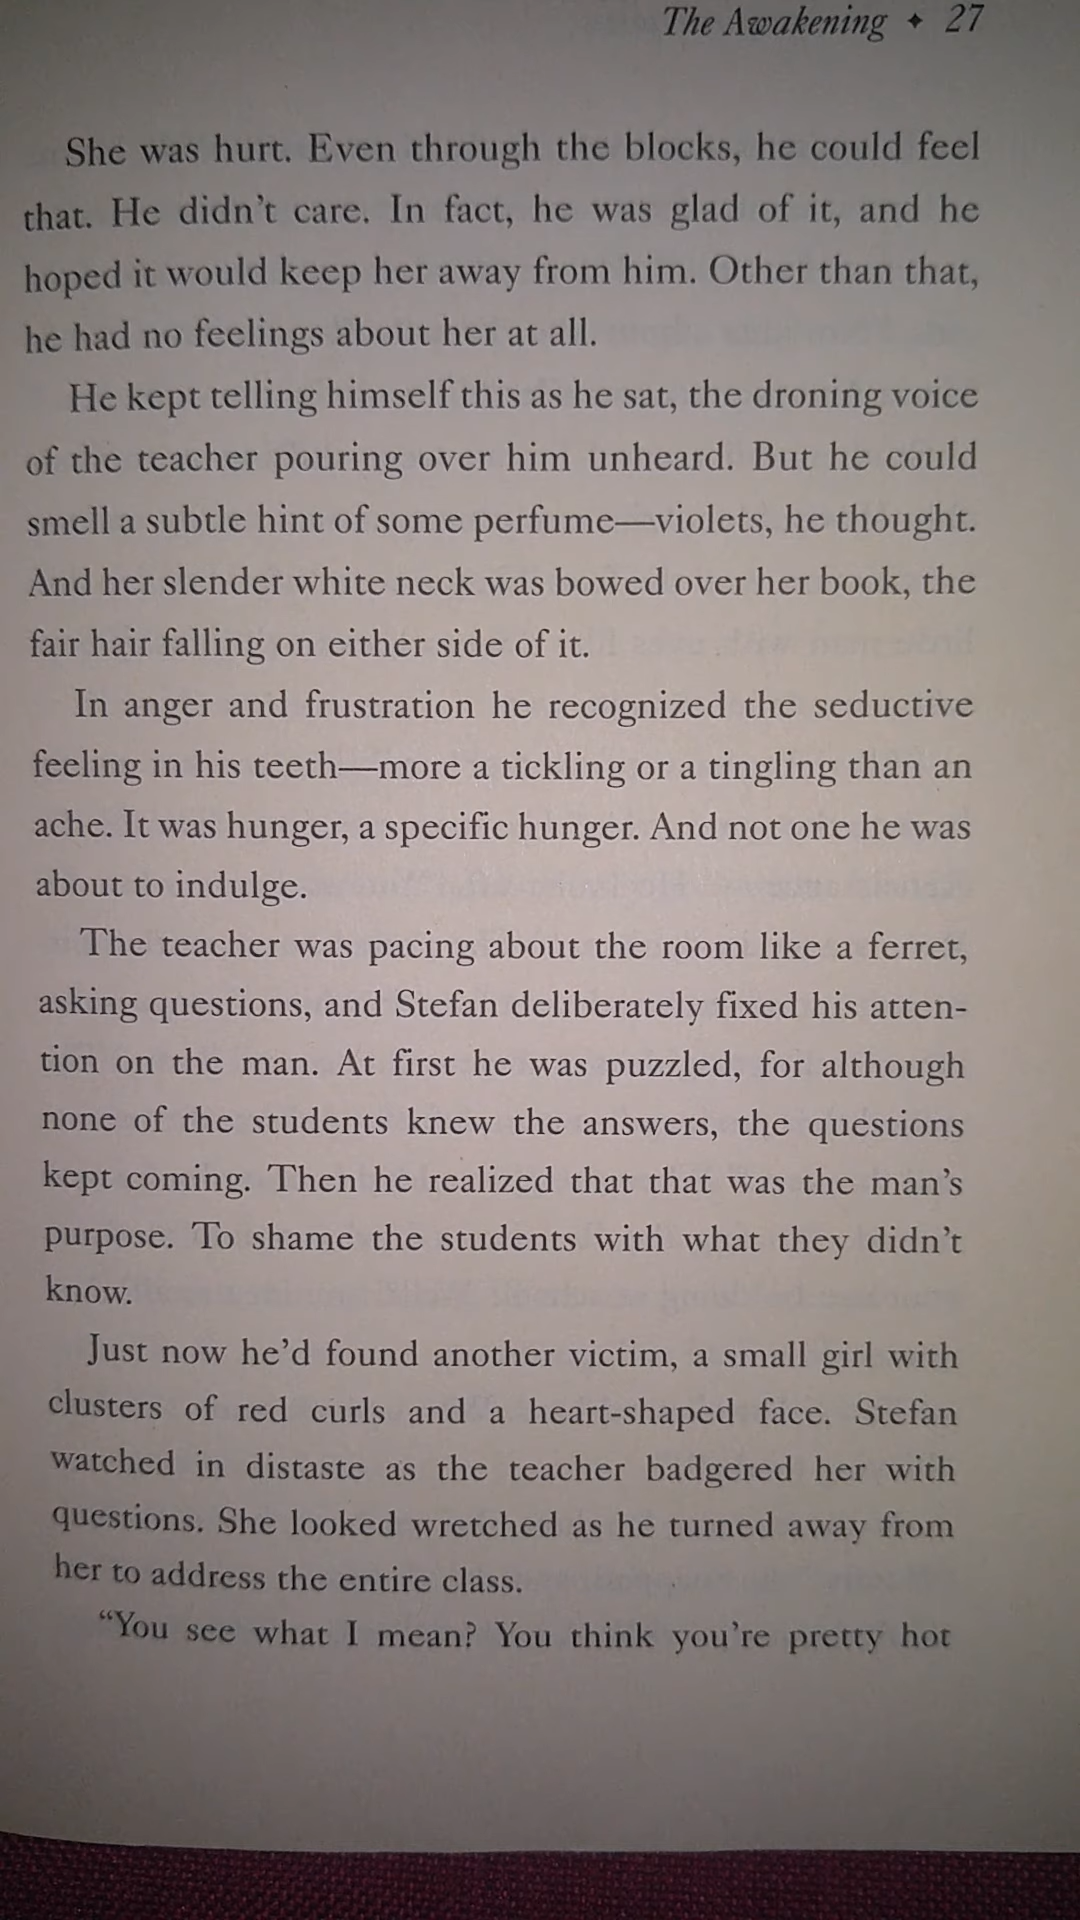 The Awakening ✦ 27
She was hurt. Even through the blocks, he could feel
that. He didn’t care. In fact, he was glad of it, and he
hoped it would keep her away from him. Other than that,
he had no feelings about her at all.
He kept telling himself this as he sat, the droning voice
of the teacher pouring over him unheard. But he could
smell a subtle hint of some perfume—violets, he thought.
And her slender white neck was bowed over her book, the
fair hair falling on either side of it.
In anger and frustration he recognized the seductive
feeling in his teeth—more a tickling or a tingling than an
ache. It was hunger, a specific hunger. And not one he was
about to indulge.
The teacher was pacing about the room like a ferret,
asking questions, and Stefan deliberately fixed his atten-
tion on the man. At first he was puzzled, for although
none of the students knew the answers, the questions
kept coming. Then he realized that that was the man’s
purpose. To shame the students with what they didn’t
know.
Just now he’d found another victim, a small girl with
clusters of red curls and a heart-shaped face. Stefan
watched in distaste as the teacher badgered her with
questions. She looked wretched as he turned away from
her to address the entire class.
“You see what I mean? You think you’re pretty hot